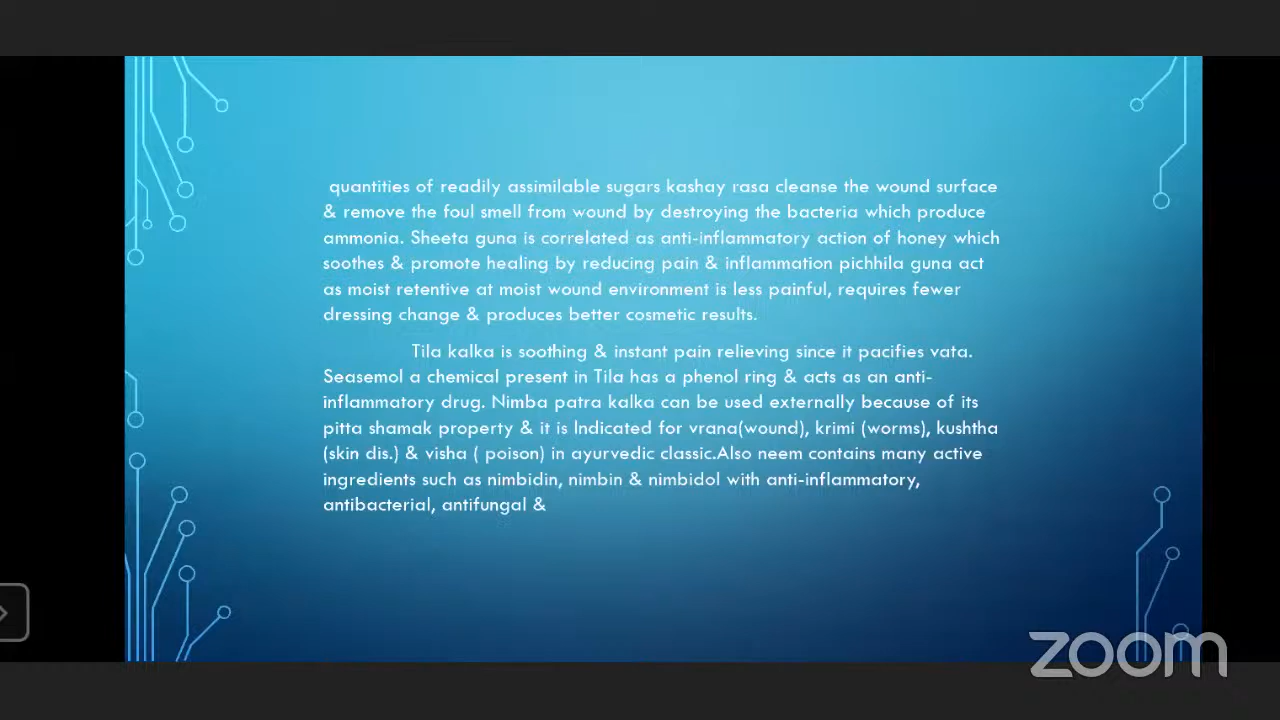 quantities of readily assimilable sugars kashay rasa cleanse the wound surface
& remove the foul smell from wound by destroying the bacteria which produce
ammonia. Sheeta guna is correlated as anti-inflammatory action of honey which
soothes & promote healing by reducing pain & inflammation pichhila guna act
as moist retentive at moist wound environment is less painful, requires fewer
dressing change & produces better cosmetic results.
Tila kalka is soothing & instant pain relieving since it pacifies vata.
Seasemol a chemical present in Tila has a phenol ring & acts as an anti-
inflammatory drug. Nimba patra kalka can be used externally because of its
pitta shamak property & it is Indicated for vrana(wound), krimi (worms), kushtha
(skin dis.) & visha ( poison) in ayurvedic classic.Also neem contains many active
ingredients such as nimbidin, nimbin & nimbidol with anti-inflammatory,
antibacterial, antifungal &
zoom